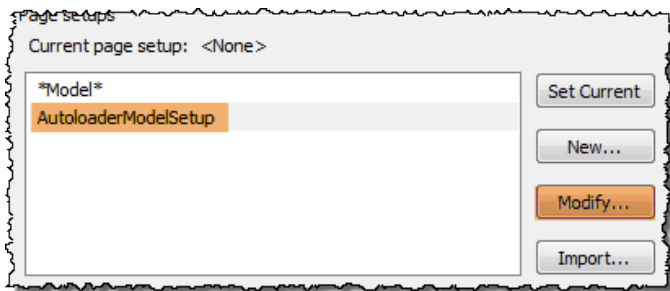 Page setups
Current page setup: <None>
*Model*
AutoloaderModelSetup
Set Current
New...
Modify...
Import...